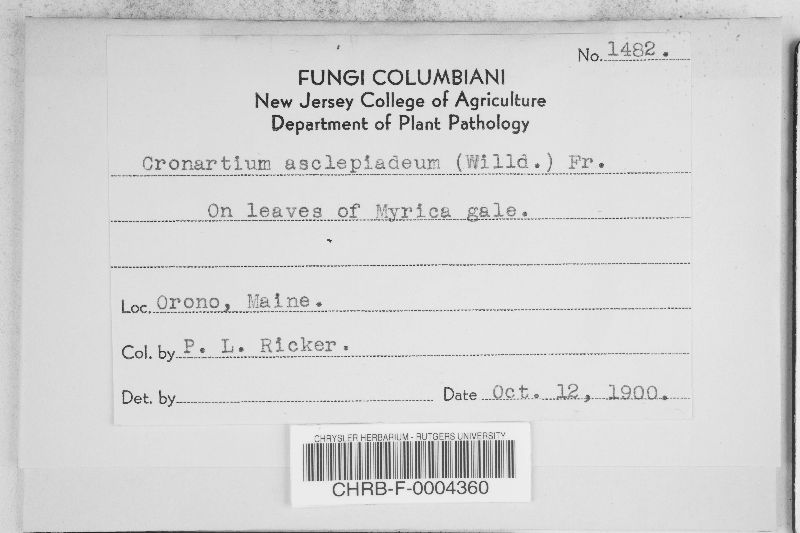 No. 1482.
FUNGI COLUMBIANI
New Jersey College of Agriculture
Department of Plant Pathology
Cronartium asclepiadeum (Willd.) Fr.
On leaves of Myrica gale.
Loc. Orono, Maine.
Col. by P. L. Ricker.
Det. by
Date Oct. 12, 1900.
CHRYSLER HERBARIUM - RUTGERS UNIVERSITY
CHRB-F-0004360